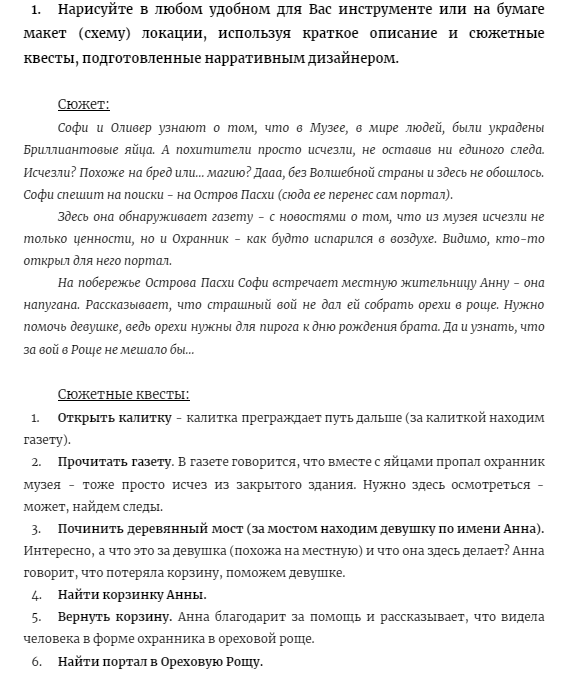 1. Нарисуйте в любом удобном для Вас инструменте или на бумаге
макет (схему) локации, используя краткое описание и сюжетные
квесты, подготовленные нарративным дизайнером.
Сюжет:
Софи и Оливер узнают о том, что в Музее, в мире людей, были украдены
Бриллиантовые яйца. А похитители просто исчезли, не оставив ни единого следа.
Исчезли? Похоже на бред или... магию? Дааа, без Волшебной страны и здесь не обошлось.
Софи спешит на поиски - на Остров Пасхи (сюда ее перенес сам портал).
Здесь она обнаруживает газету - с новостями о том, что из музея исчезли не
только ценности, но и Охранник - как будто испарился в воздухе. Видимо, кто-то
открыл для него портал.
На побережье Острова Пасхи Софи встречает местную жительницу Анну - она
напугана. Рассказывает, что страшный вой не дал ей собрать орехи в роще. Нужно
помочь девушке, ведь орехи нужны для пирога к дню рождения брата. Да и узнать, что
за вой в Роще не мешало бы...
Сюжетные квесты:
1. Открыть калитку - калитка преграждает путь дальше (за калиткой находим
газету).
2. Прочитать газету. В газете говорится, что вместе с яйцами пропал охранник
музея - тоже просто исчез из закрытого здания. Нужно здесь осмотреться -
может, найдем следы.
3. Починить деревянный мост (за мостом находим девушку по имени Анна).
Интересно, а что это за девушка (похожа на местную) и что она здесь делает? Анна
говорит, что потеряла корзину, поможем девушке.
4. Найти корзинку Анны.
5. Вернуть корзину. Анна благодарит за помощь и рассказывает, что видела
человека в форме охранника в ореховой роще.
6. Найти портал в Ореховую Рощу.